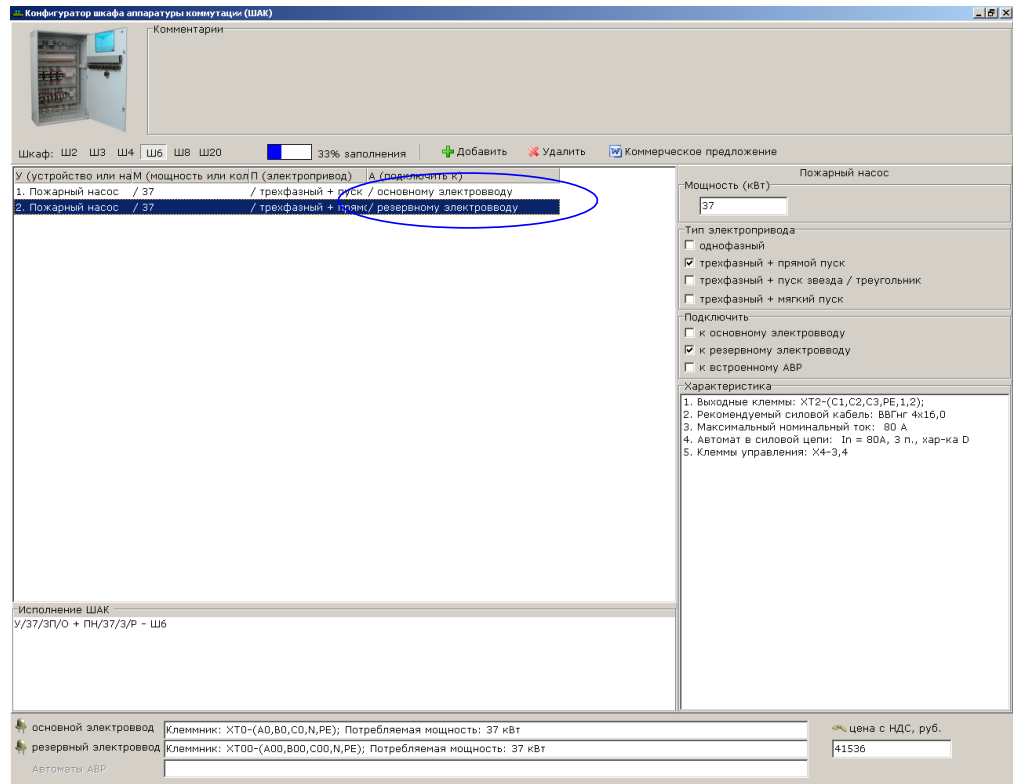 Конфигуратор шкафа аппаратуры коммутаци (ШАК)
Комментарии
Шкаф: Ш2 Ш3 Ш4 Ш6 Ш8 Ш20 33% заполнения Добавить Удалить Коммерческое предложение
У (устройство или на М (мощность или кол П (электропривод) А (подключить к)
1. Пожарный насос / 37 / трехфазный + пуск / основному электровводу
2. Пожарный насос / 37 / трехфазный + прямо / резервному электровводу
Пожарный насос
Мощность (кВт)
37
Тип электропривода
однофазный
трехфазный + прямой пуск
трехфазный + пуск звезда / треугольник
трехфазный + мягкий пуск
Подключить
к основному электровводу
к резервному электровводу
к встроенному АВР
Характеристика
1. Выходные клеммы: XT2-(C1,C2,C3,PE,1,2);
2. Рекомендуемый силовой кабель: ВВГнг 4x16,0
3. Максимальный номинальный ток: 80 А
4. Автомат в силовой цепи: In = 80А, 3 п., хар-ка D
5. Клеммы управления: X4-3,4
Исполнение ШАК
У/37/3П/О + ПН/37/3/Р - Ш6
основной электроввод Клеммник: XT0-(A0,B0,C0,N,PE); Потребляемая мощность: 37 кВт
резервный электроввод Клеммник: XT00-(A00,B00,C00,N,PE); Потребляемая мощность: 37 кВт
Автоматы АВР
цена с НДС, руб.
41536